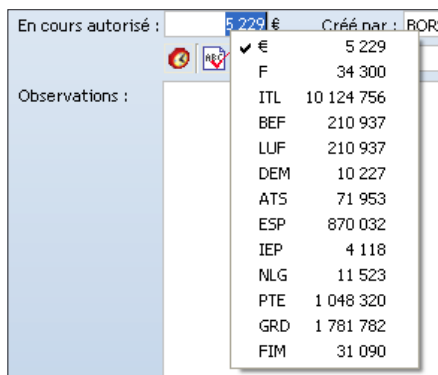 En cours autorisé : 5 229 € Créé par : BOR
ABC
✓ € 5 229
F 34 300
Observations :
ITL 10 124 756
BEF 210 937
LUF 210 937
DEM 10 227
ATS 71 953
ESP 870 032
IEP 4 118
NLG 11 523
PTE 1 048 320
GRD 1 781 782
FIM 31 090